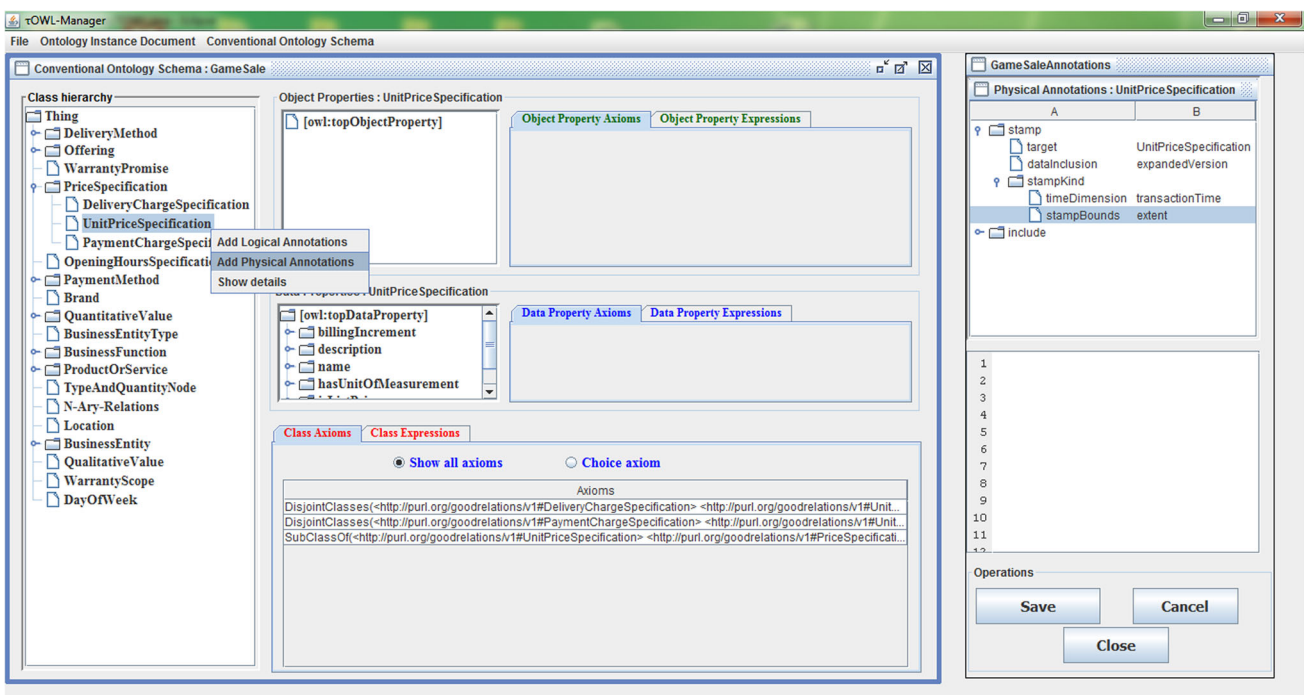 τOWL-Manager
File Ontology Instance Document Conventional Ontology Schema
Conventional Ontology Schema : GameSale
Class hierarchy
Thing
DeliveryMethod
Offering
WarrantyPromise
PriceSpecification
DeliveryChargeSpecification
UnitPriceSpecification
PaymentChargeSpecif
OpeningHoursSpecificati
PaymentMethod
Brand
QuantitativeValue
BusinessEntityType
BusinessFunction
ProductOrService
TypeAndQuantityNode
N-Ary-Relations
Location
BusinessEntity
QualitativeValue
WarrantyScope
DayOfWeek
Add Logical Annotations
Add Physical Annotations
Show details
Object Properties : UnitPriceSpecification
[owl:topObjectProperty]
Object Property Axioms Object Property Expressions
UnitPriceSpecification
[owl:topDataProperty]
billingIncrement
description
name
hasUnitOfMeasurement
Data Property Axioms Data Property Expressions
Class Axioms Class Expressions
Show all axioms Choice axiom
Axioms
DisjointClasses(<http://purl.org/goodrelations/v1#DeliveryChargeSpecification> <http://purl.org/goodrelations/v1#Unit...
DisjointClasses(<http://purl.org/goodrelations/v1#PaymentChargeSpecification> <http://purl.org/goodrelations/v1#Unit...
SubClassOf(<http://purl.org/goodrelations/v1#UnitPriceSpecification> <http://purl.org/goodrelations/v1#PriceSpecificati...
GameSaleAnnotations
Physical Annotations : UnitPriceSpecification
A B
stamp
target UnitPriceSpecification
dataInclusion expandedVersion
stampKind
timeDimension transactionTime
stampBounds extent
include
1
2
3
4
5
6
7
8
9
10
11
12
Operations
Save Cancel
Close